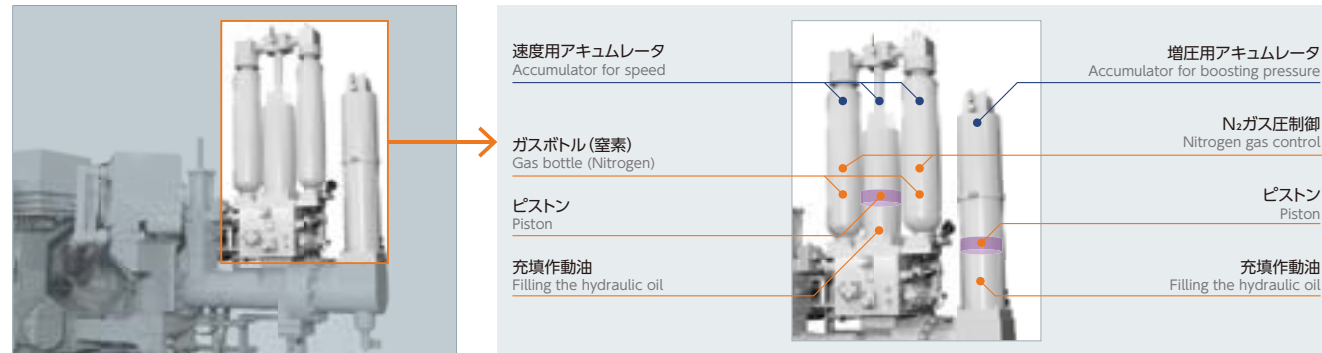 速度用アキュムレータ
Accumulator for speed
ガスボトル(窒素)
Gas bottle (Nitrogen)
ピストン
Piston
充填作動油
Filling the hydraulic oil
増圧用アキュムレータ
Accumulator for boosting pressure
N₂ガス圧制御
Nitrogen gas control
ピストン
Piston
充填作動油
Filling the hydraulic oil